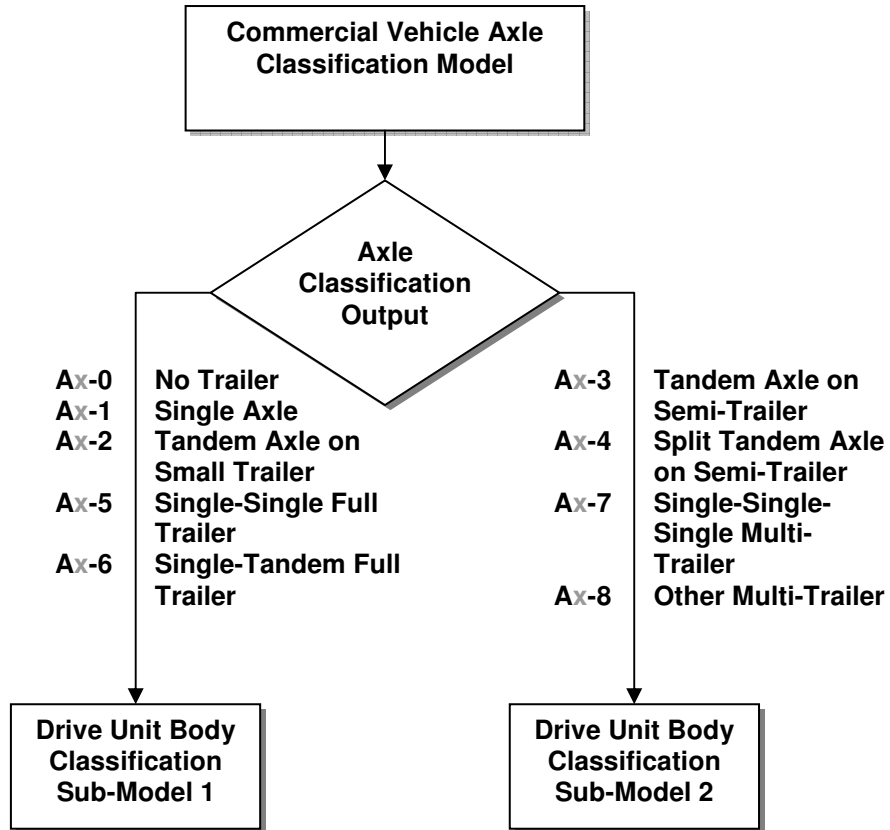 Commercial Vehicle Axle
Classification Model
Axle
Classification
Output
Ax-0 No Trailer
Ax-1 Single Axle
Ax-2 Tandem Axle on
Small Trailer
Ax-5 Single-Single Full
Trailer
Ax-6 Single-Tandem Full
Trailer
Ax-3 Tandem Axle on
Semi-Trailer
Ax-4 Split Tandem Axle
on Semi-Trailer
Ax-7 Single-Single-
Single Multi-
Trailer
Ax-8 Other Multi-Trailer
Drive Unit Body
Classification
Sub-Model 1
Drive Unit Body
Classification
Sub-Model 2